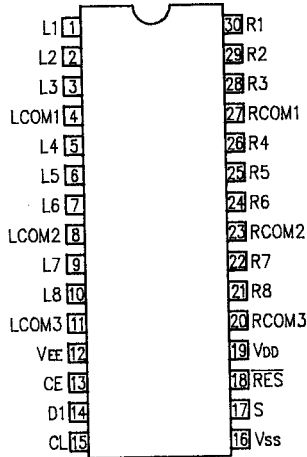 L1 1 30 R1
L2 2 29 R2
L3 3 28 R3
LCOM1 4 27 RCOM1
L4 5 26 R4
L5 6 25 R5
L6 7 24 R6
LCOM2 8 23 RCOM2
L7 9 22 R7
L8 10 21 R8
LCOM3 11 20 RCOM3
VEE 12 19 VDD
CE 13 18 RES
D1 14 17 S
CL 15 16 Vss